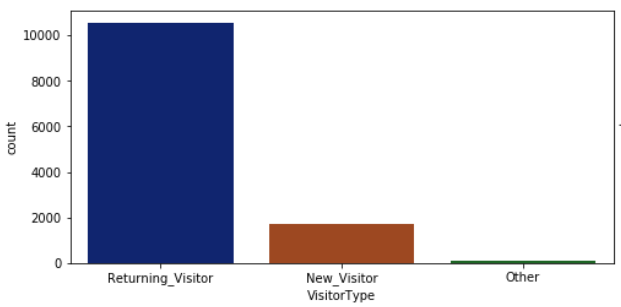 10000
8000
6000
4000
2000
0
count
Returning_Visitor
New_Visitor
Other
VisitorType